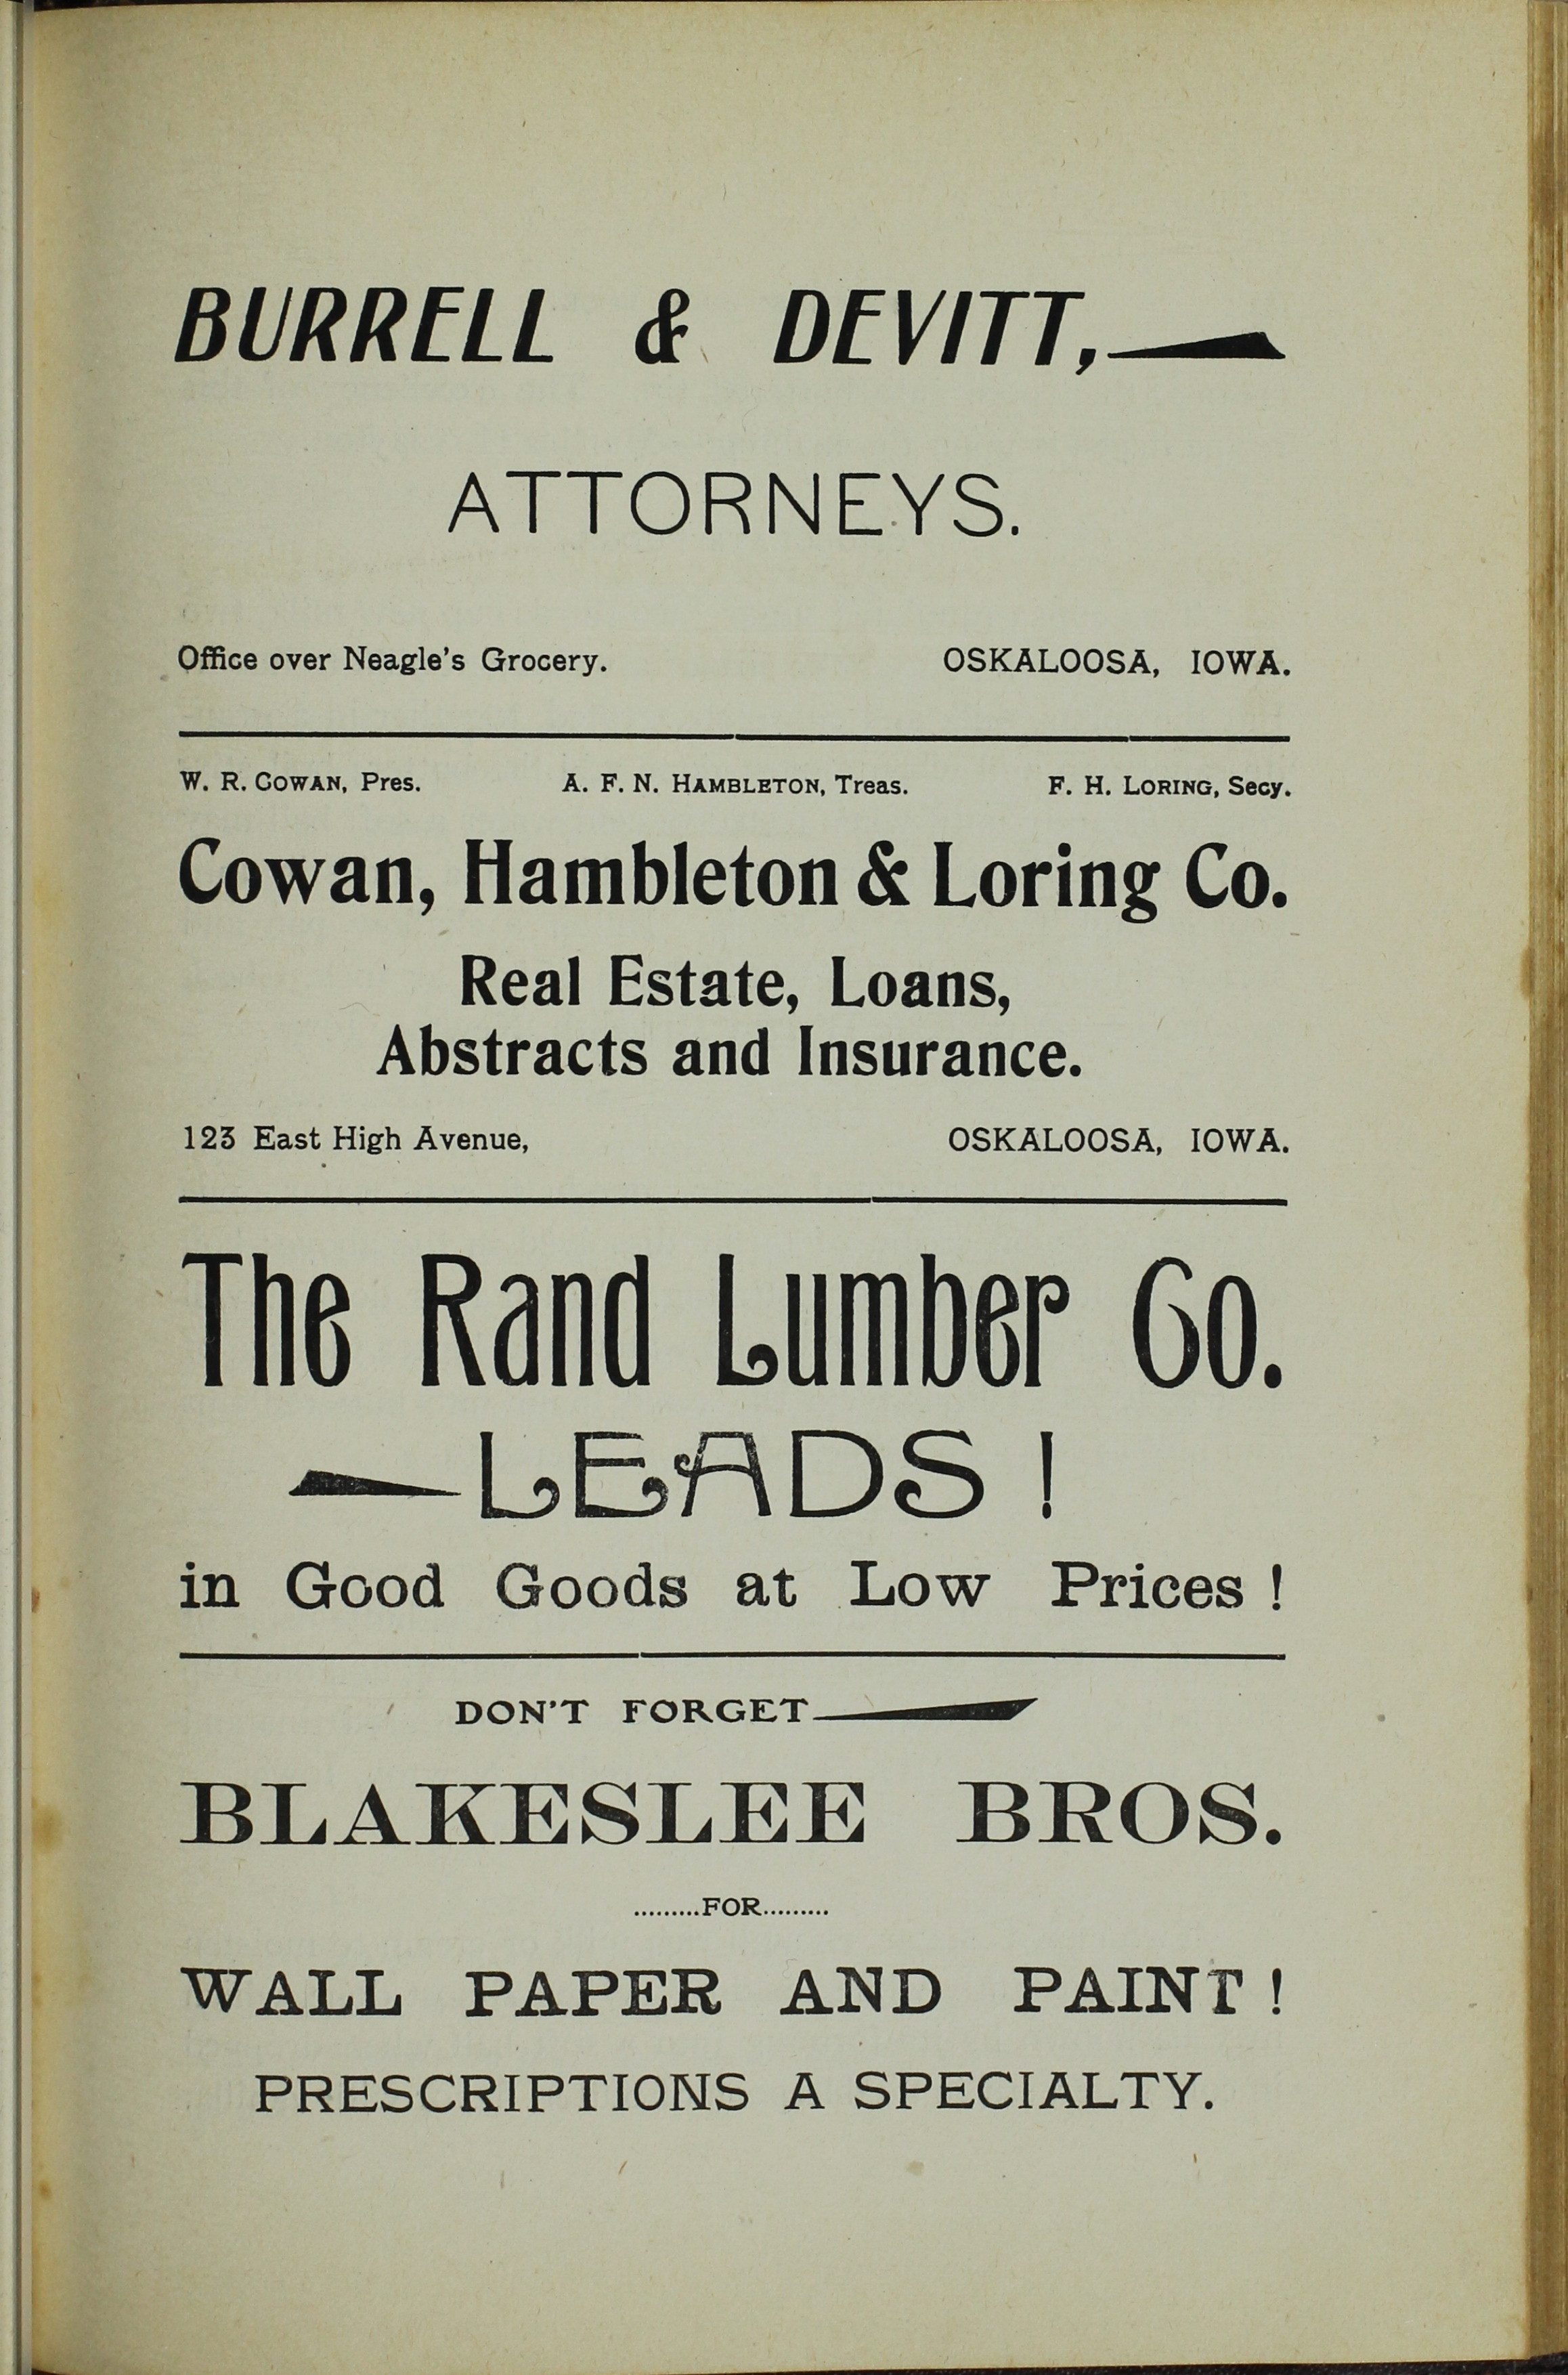 BURRELL & DEVITT,
ATTORNEYS.
Office over Neagle's Grocery. OSKALOOSA, IOWA.
W. R. COWAN, Pres. A. F. N. HAMBLETON, Treas. F. H. LORING, Secy.
Cowan, Hambleton & Loring Co.
Real Estate, Loans,
Abstracts and Insurance.
123 East High Avenue, OSKALOOSA, IOWA.
The Rand Lumber Co.
LEADS!
in Good Goods at Low Prices!
DON'T FORGET
BLAKESLEE BROS.
.........FOR.........
WALL PAPER AND PAINT!
PRESCRIPTIONS A SPECIALTY.